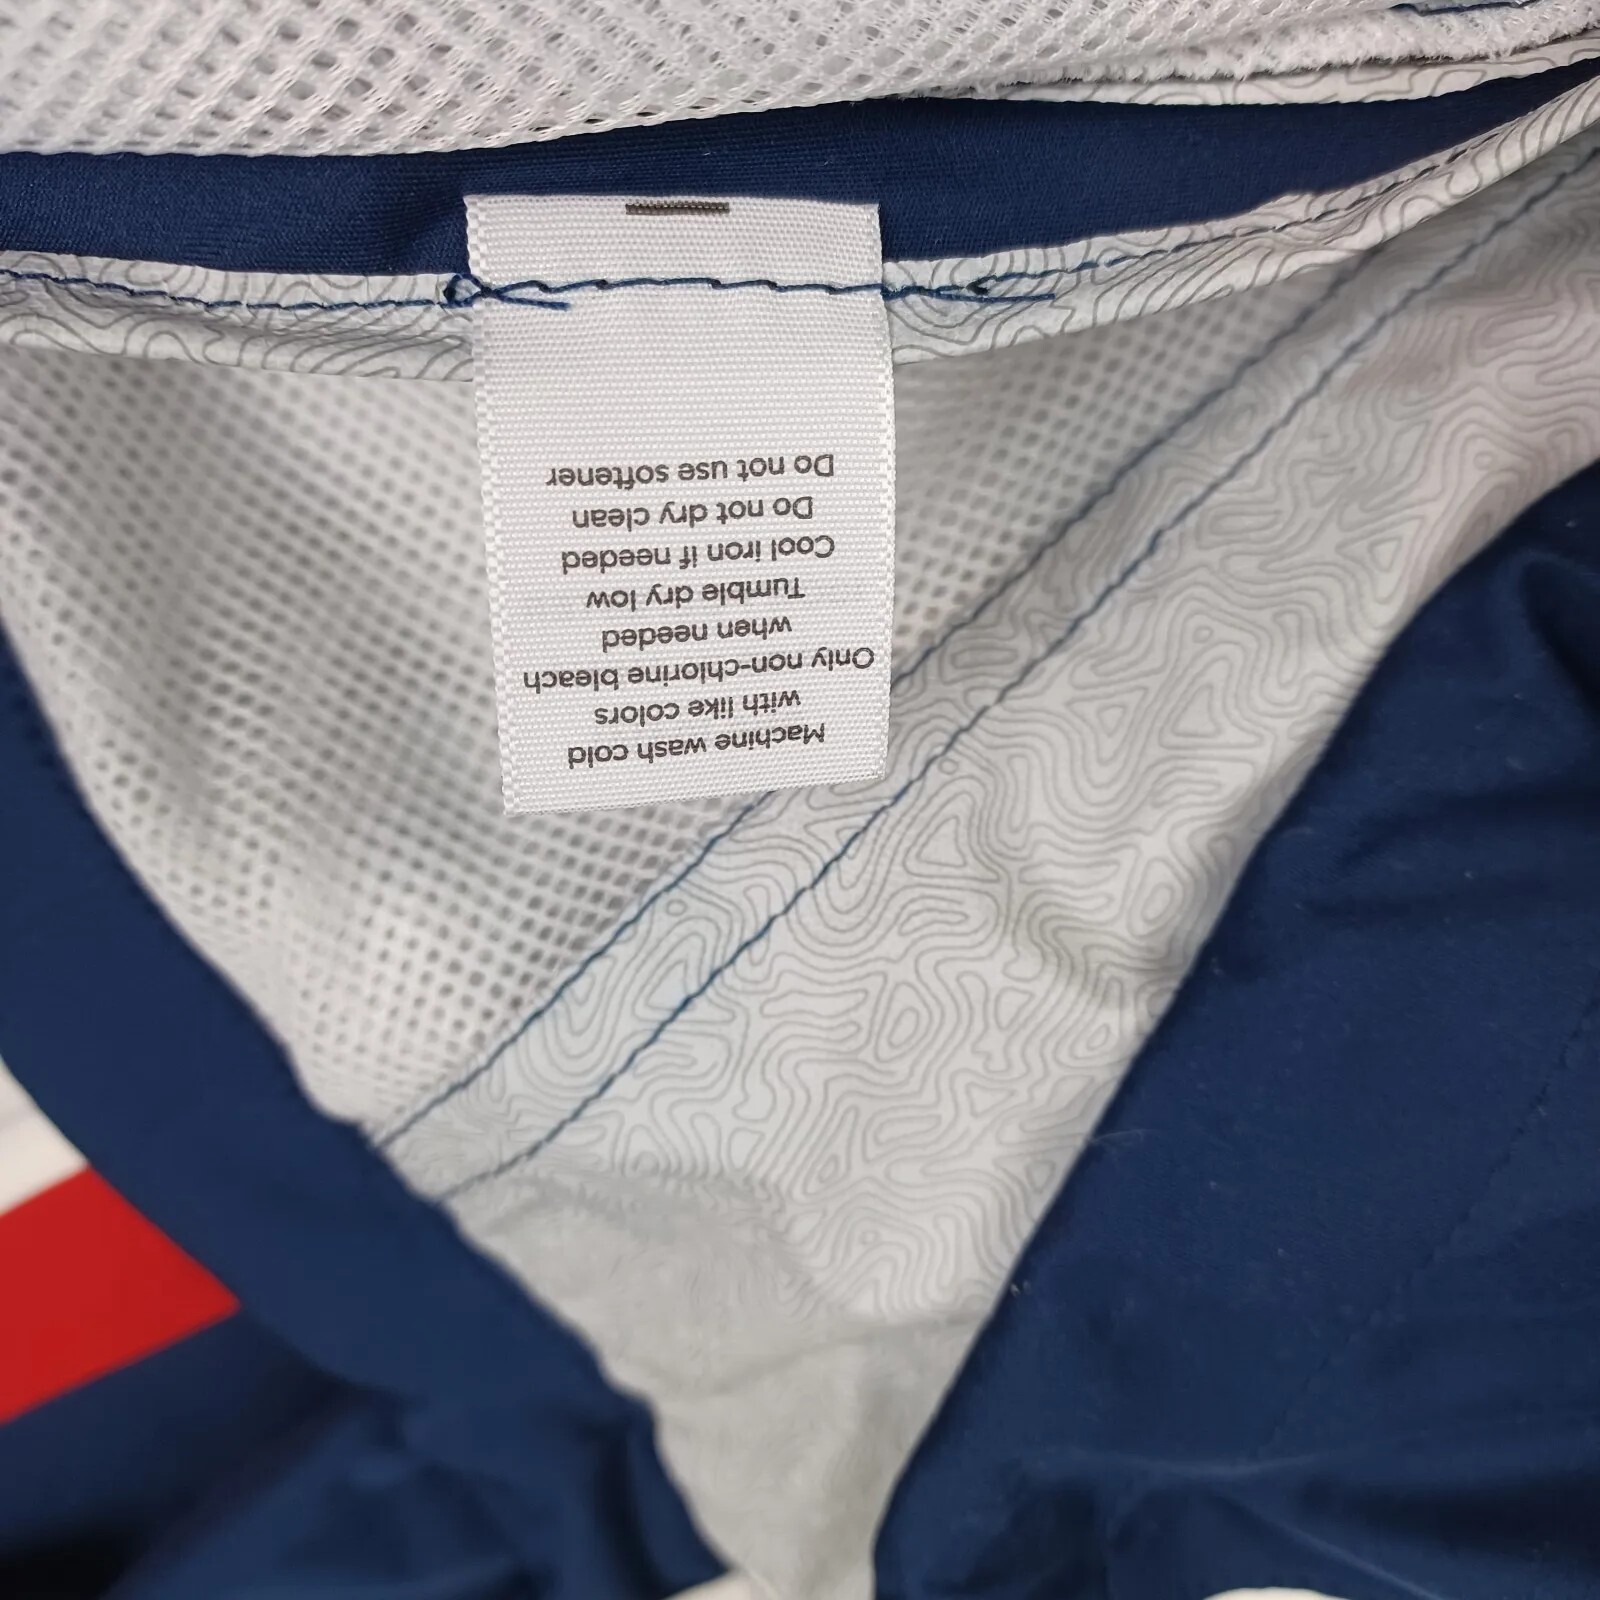 Machine wash cold
with like colors
Only non-chlorine bleach
when needed
Tumble dry low
Cool iron if needed
Do not dry clean
Do not use softener